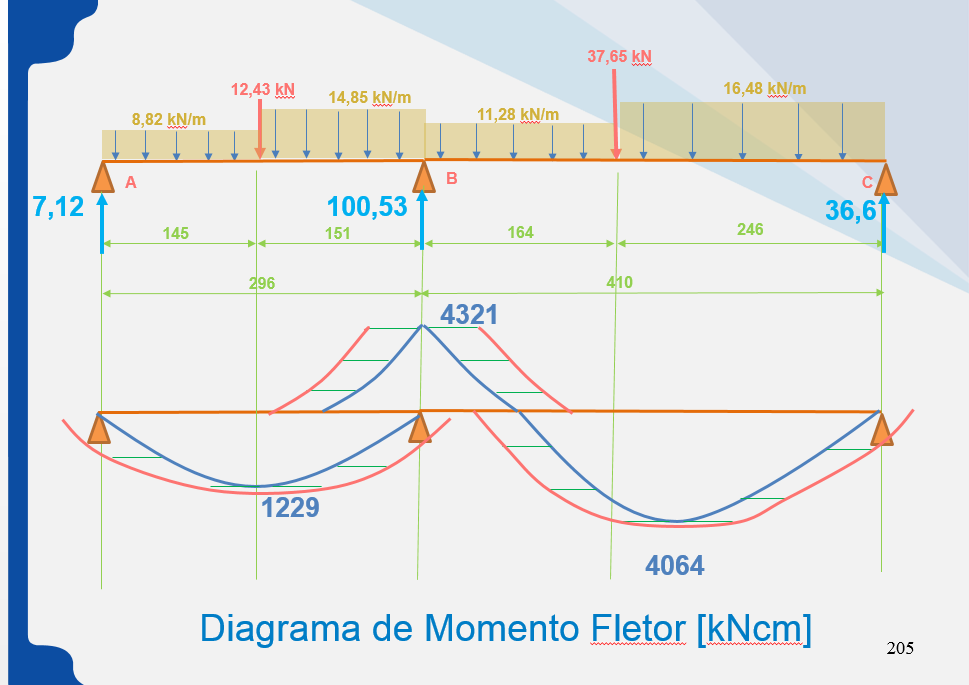 37,65 kN
12,43 kN
14,85 kN/m
16,48 kN/m
8,82 kN/m
11,28 kN/m
A
B
C
7,12
100,53
36,6
145
151
164
246
296
410
4321
1229
4064
Diagrama de Momento Fletor [kNcm]
205